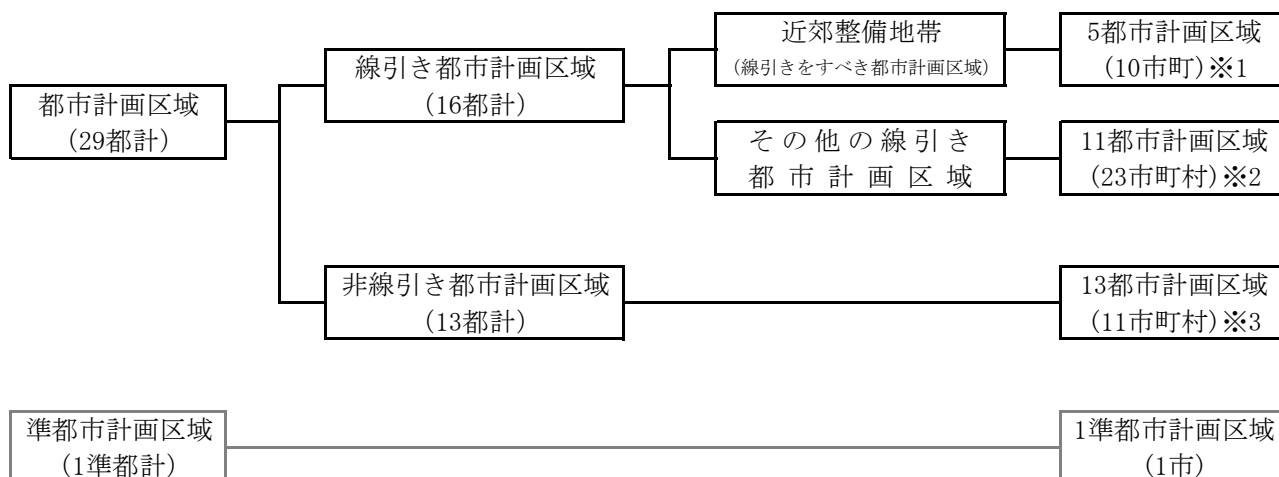 都市計画区域
(29都計)
線引き都市計画区域
(16都計)
近郊整備地帯
(線引きをすべき都市計画区域)
5都市計画区域
(10市町)※1
その他の線引き
都市計画区域
11都市計画区域
(23市町村)※2
非線引き都市計画区域
(13都計)
13都市計画区域
(11市町村)※3
準都市計画区域
(1準都計)
1準都市計画区域
(1市)